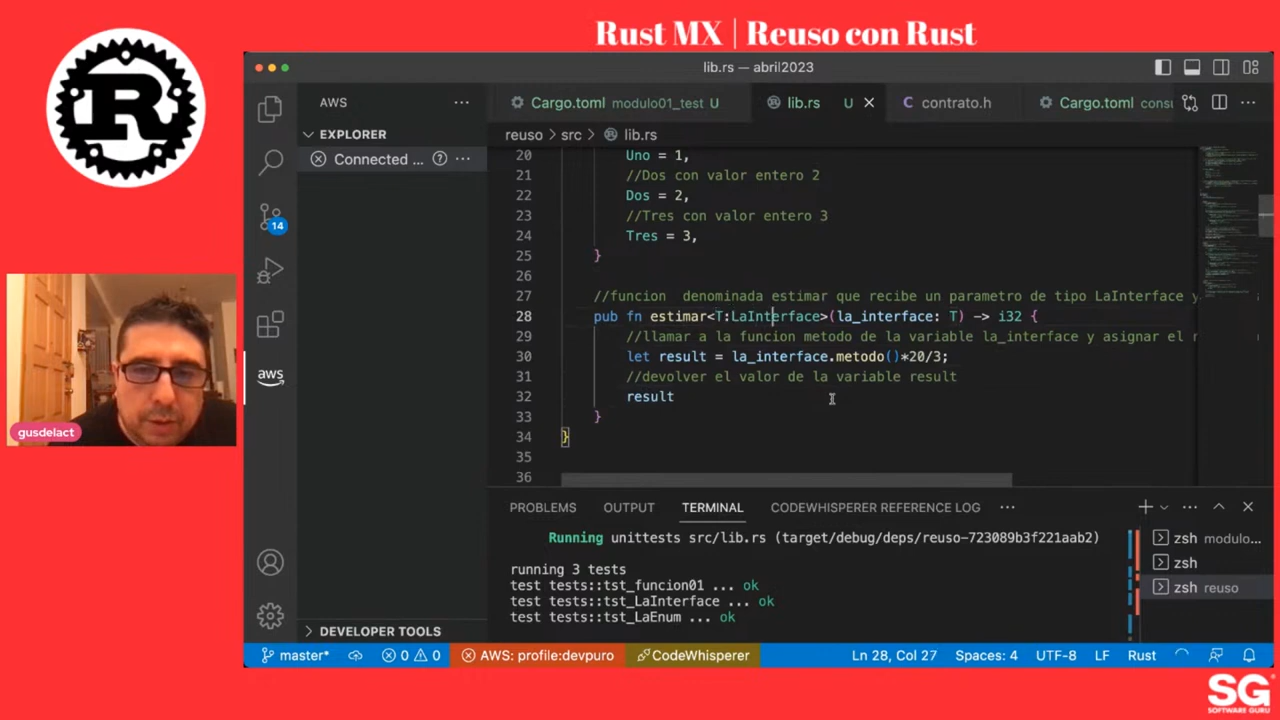 Rust MX | Reuso con Rust
lib.rs — abril2023
AWS
Cargo.toml modulo01_test U
lib.rs U
contrato.h
Cargo.toml consu
EXPLORER
reuso > src > lib.rs
Connected ...
20 Uno = 1,
21 //Dos con valor entero 2
22 Dos = 2,
23 //Tres con valor entero 3
24 Tres = 3,
25 }
26
27 //funcion denominada estimar que recibe un parametro de tipo LaInterface y
28 pub fn estimar<T:LaInterface>(la_interface: T) -> i32 {
29 //llamar a la funcion metodo de la variable la_interface y asignar el r
30 let result = la_interface.metodo()*20/3;
31 //devolver el valor de la variable result
32 result
33 }
34 }
35
36
14
R
aws
gusdelact
PROBLEMS OUTPUT TERMINAL CODEWHISPERER REFERENCE LOG
Running unittests src/lib.rs (target/debug/deps/reuso-723089b3f221aab2)
running 3 tests
test tests::tst_funcion01 ... ok
test tests::tst_LaInterface ... ok
test tests::tst_LaEnum ... ok
zsh modulo...
zsh
zsh reuso
DEVELOPER TOOLS
master* 0 0 AWS: profile:devpuro CodeWhisperer Ln 28, Col 27 Spaces: 4 UTF-8 LF Rust
SG
SOFTWARE GURU